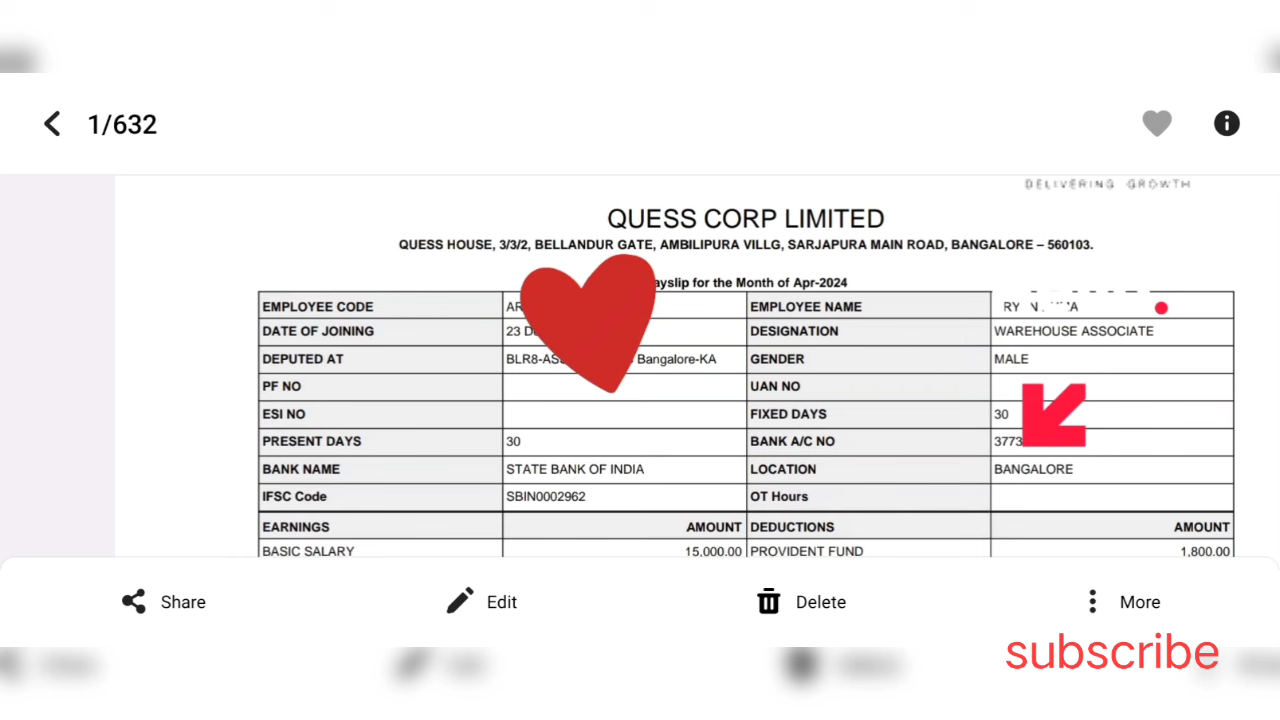 1/632
DELIVERING GROWTH
QUESS CORP LIMITED
QUESS HOUSE, 3/3/2, BELLANDUR GATE, AMBILIPURA VILLG, SARJAPURA MAIN ROAD, BANGALORE – 560103.
ayslip for the Month of Apr-2024
EMPLOYEE CODE AR EMPLOYEE NAME
DATE OF JOINING 23 D DESIGNATION WAREHOUSE ASSOCIATE
DEPUTED AT BLR8-AS Bangalore-KA GENDER MALE
PF NO UAN NO
ESI NO FIXED DAYS 30
PRESENT DAYS 30 BANK A/C NO 3773
BANK NAME STATE BANK OF INDIA LOCATION BANGALORE
IFSC Code SBIN0002962 OT Hours
EARNINGS AMOUNT DEDUCTIONS AMOUNT
BASIC SALARY 15,000.00 PROVIDENT FUND 1,800.00
Share Edit Delete More
subscribe